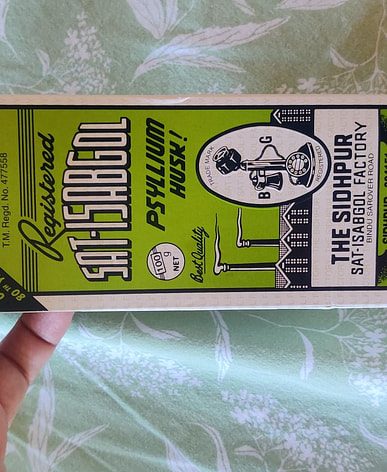 T.M. Regd. No. 477558
Registered
SAT-ISABGOL
PSYLLIUM
HUSK!
100
g
NET
Best Quality
TRADE MARK
B G
REGISTERED
THE SIDHPUR
SAT-ISABGOL FACTORY
BINDU SAROVER ROAD